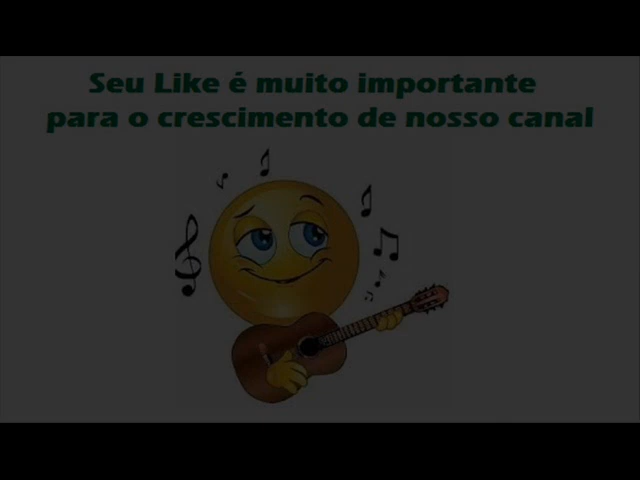 Seu Like é muito importante
para o crescimento de nosso canal